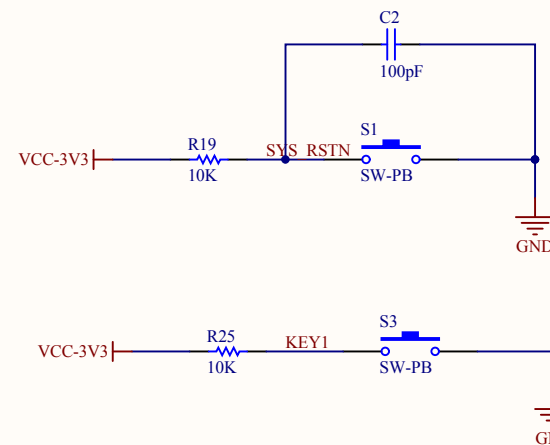 C2
100pF
S1
R19
SYS_RSTN
VCC-3V3
10K
SW-PB
GND
S3
R25
KEY1
VCC-3V3
10K
SW-PB